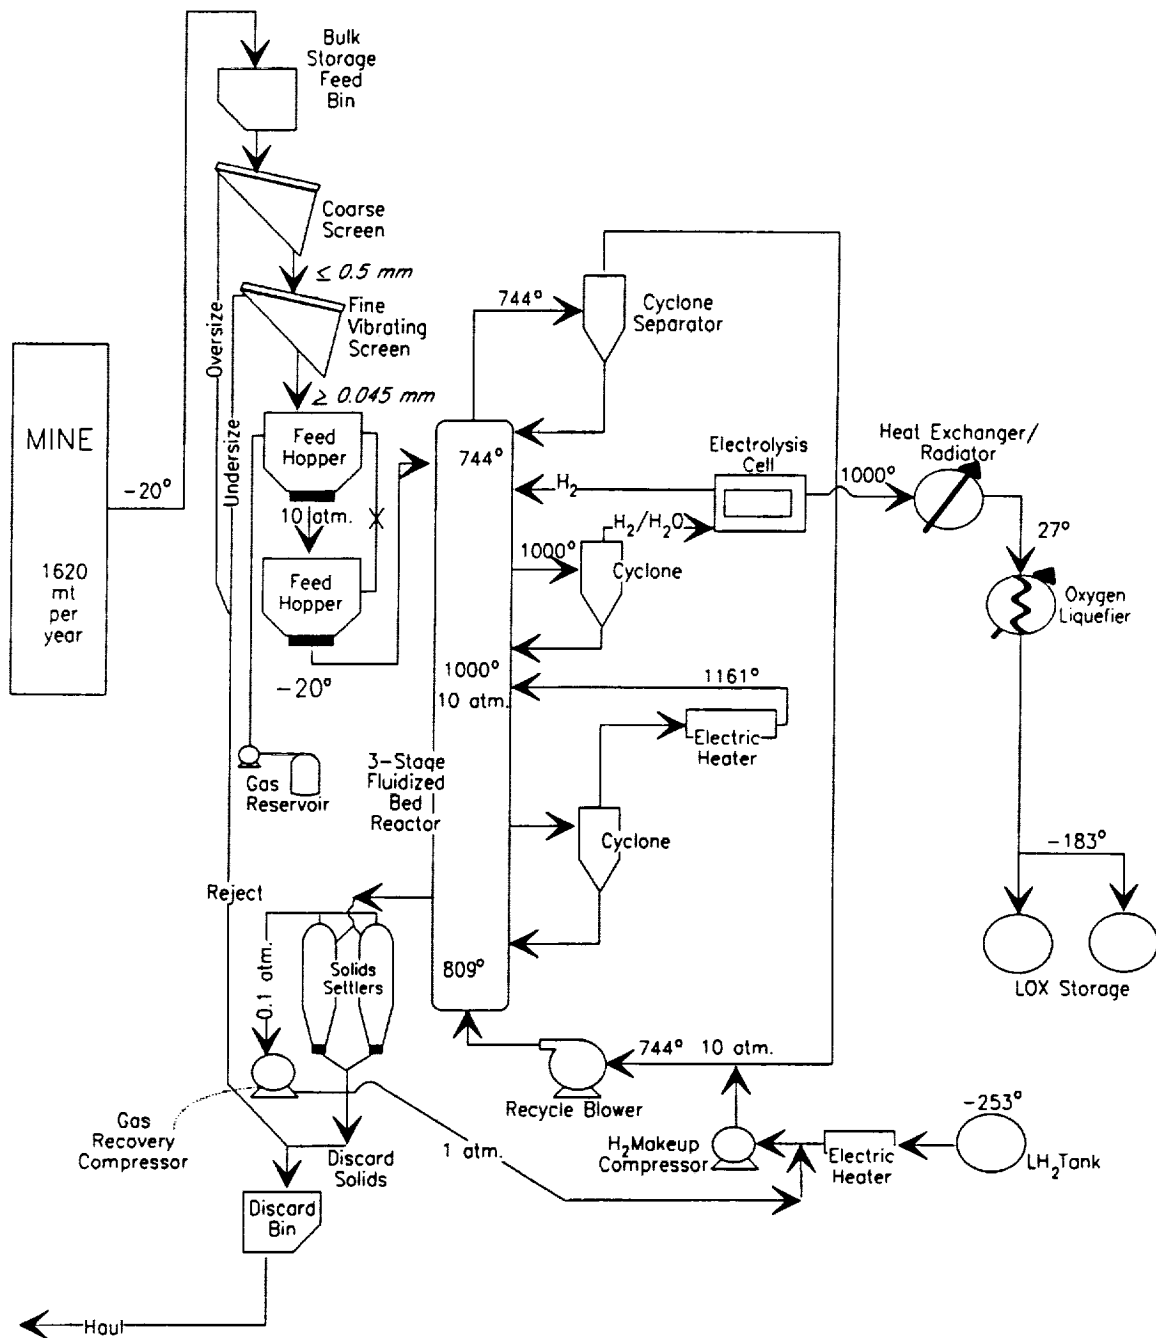 Bulk
Storage
Feed
Bin
Coarse
Screen
≤ 0.5 mm
Fine
Vibrating
Screen
≥ 0.045 mm
Oversize
Undersize
MINE
-20°
1620
mt
per
year
Feed
Hopper
10 atm.
Feed
Hopper
-20°
Gas
Reservoir
744°
Cyclone
Separator
744°
H2
Electrolysis
Cell
H2/H2O
1000°
Cyclone
1000°
Heat Exchanger/
Radiator
27°
Oxygen
Liquefier
-183°
LOX Storage
1000°
10 atm.
1161°
Electric
Heater
3-Stage
Fluidized
Bed
Reactor
Cyclone
809°
Reject
0.1 atm.
Solids
Settlers
744° 10 atm.
Recycle Blower
Gas
Recovery
Compressor
Discard
Solids
1 atm.
H2Makeup
Compressor
Electric
Heater
-253°
LH2Tank
Discard
Bin
Haul